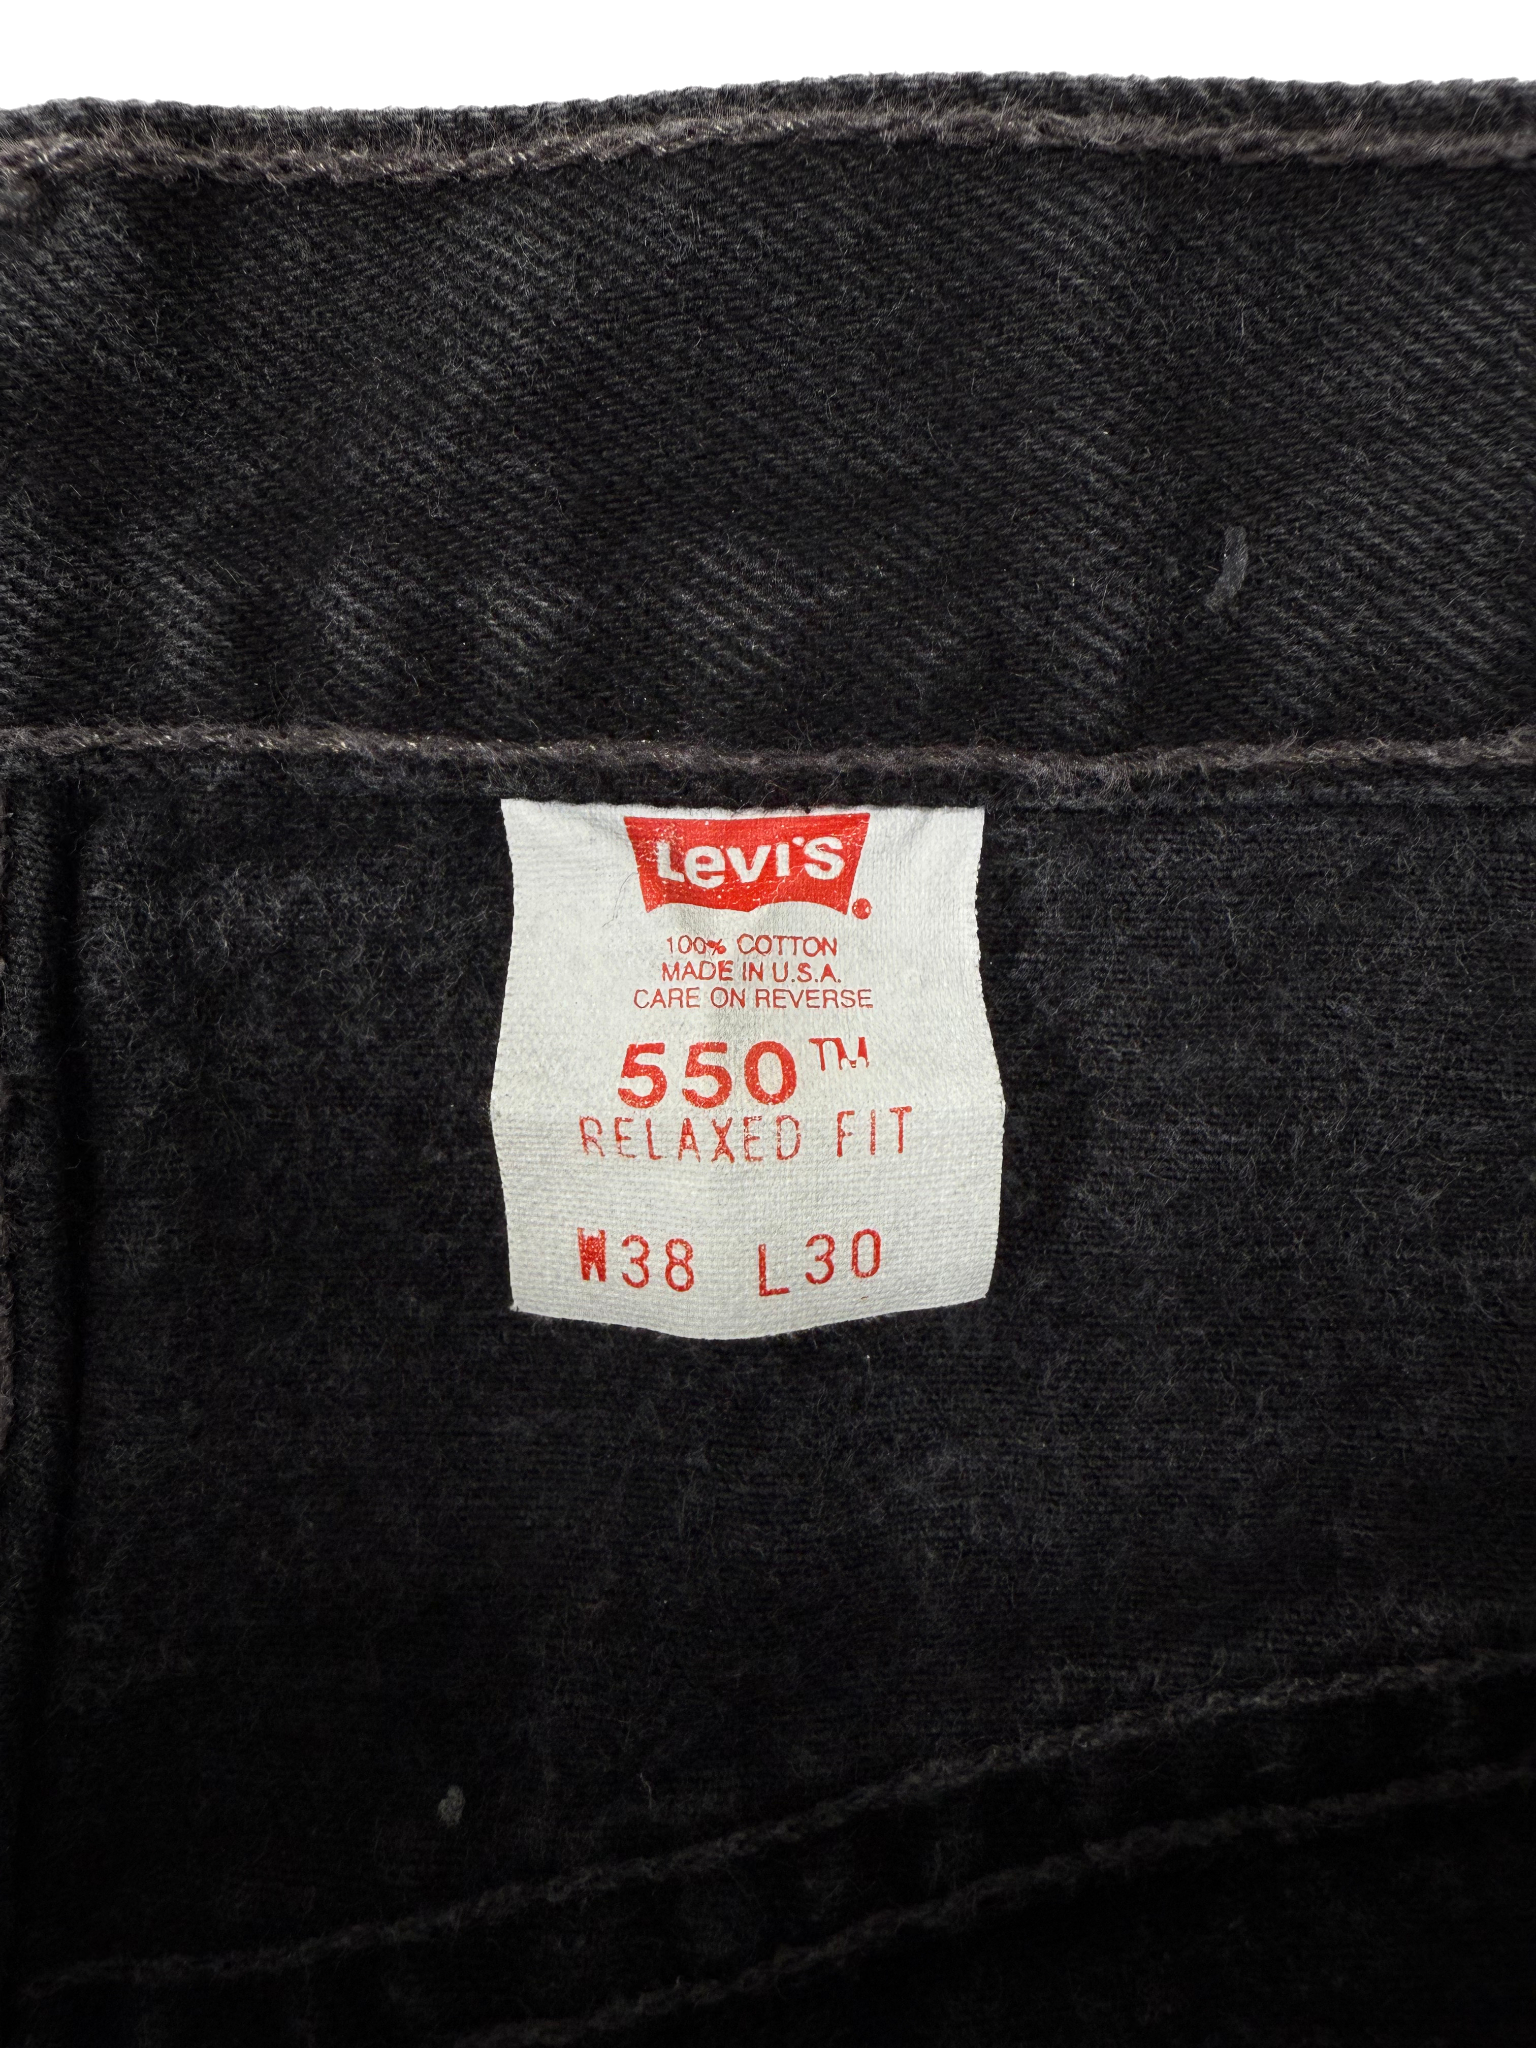 Levi's
100% COTTON
MADE IN U.S.A.
CARE ON REVERSE
550™
RELAXED FIT
W38 L30